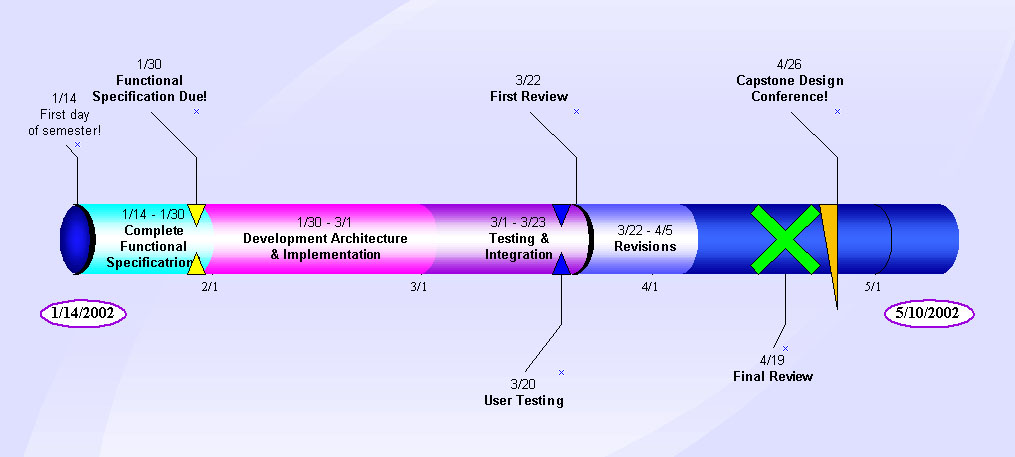 1/14
First day
of semester!
1/30
Functional
Specification Due!
3/22
First Review
4/26
Capstone Design
Conference!
1/14 - 1/30
Complete
Functional
Specificatrion
1/30 - 3/1
Development Architecture
& Implementation
3/1 - 3/23
Testing &
Integration
3/22 - 4/5
Revisions
2/1
3/1
4/1
5/1
1/14/2002
5/10/2002
3/20
User Testing
4/19
Final Review